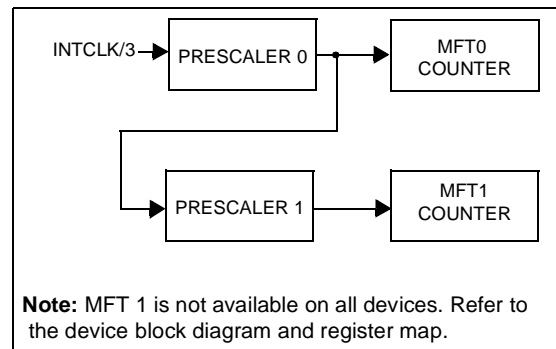 INTCLK/3
PRESCALER 0
MFT0
COUNTER
PRESCALER 1
MFT1
COUNTER
Note: MFT 1 is not available on all devices. Refer to
the device block diagram and register map.